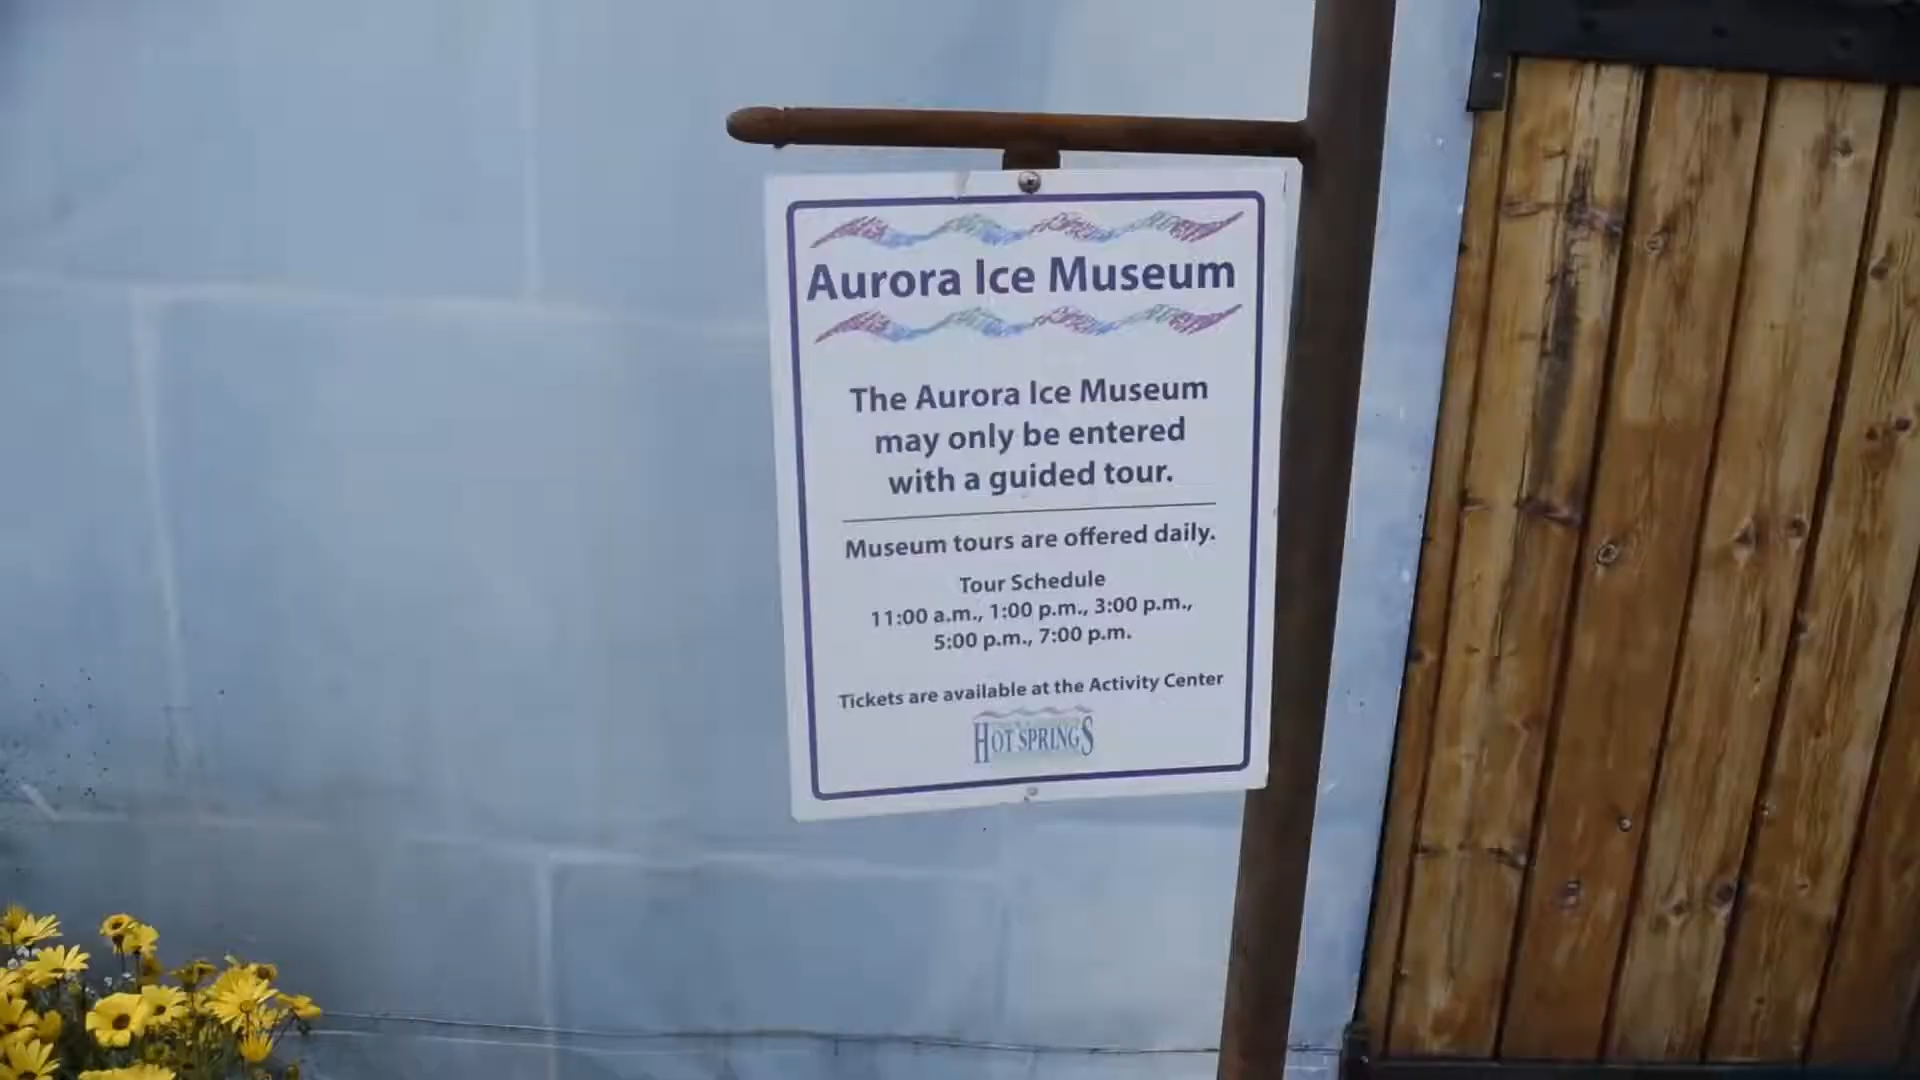 Aurora Ice Museum
The Aurora Ice Museum
may only be entered
with a guided tour.
Museum tours are offered daily.
Tour Schedule
11:00 a.m., 1:00 p.m., 3:00 p.m.,
5:00 p.m., 7:00 p.m.
Tickets are available at the Activity Center
HOT SPRINGS